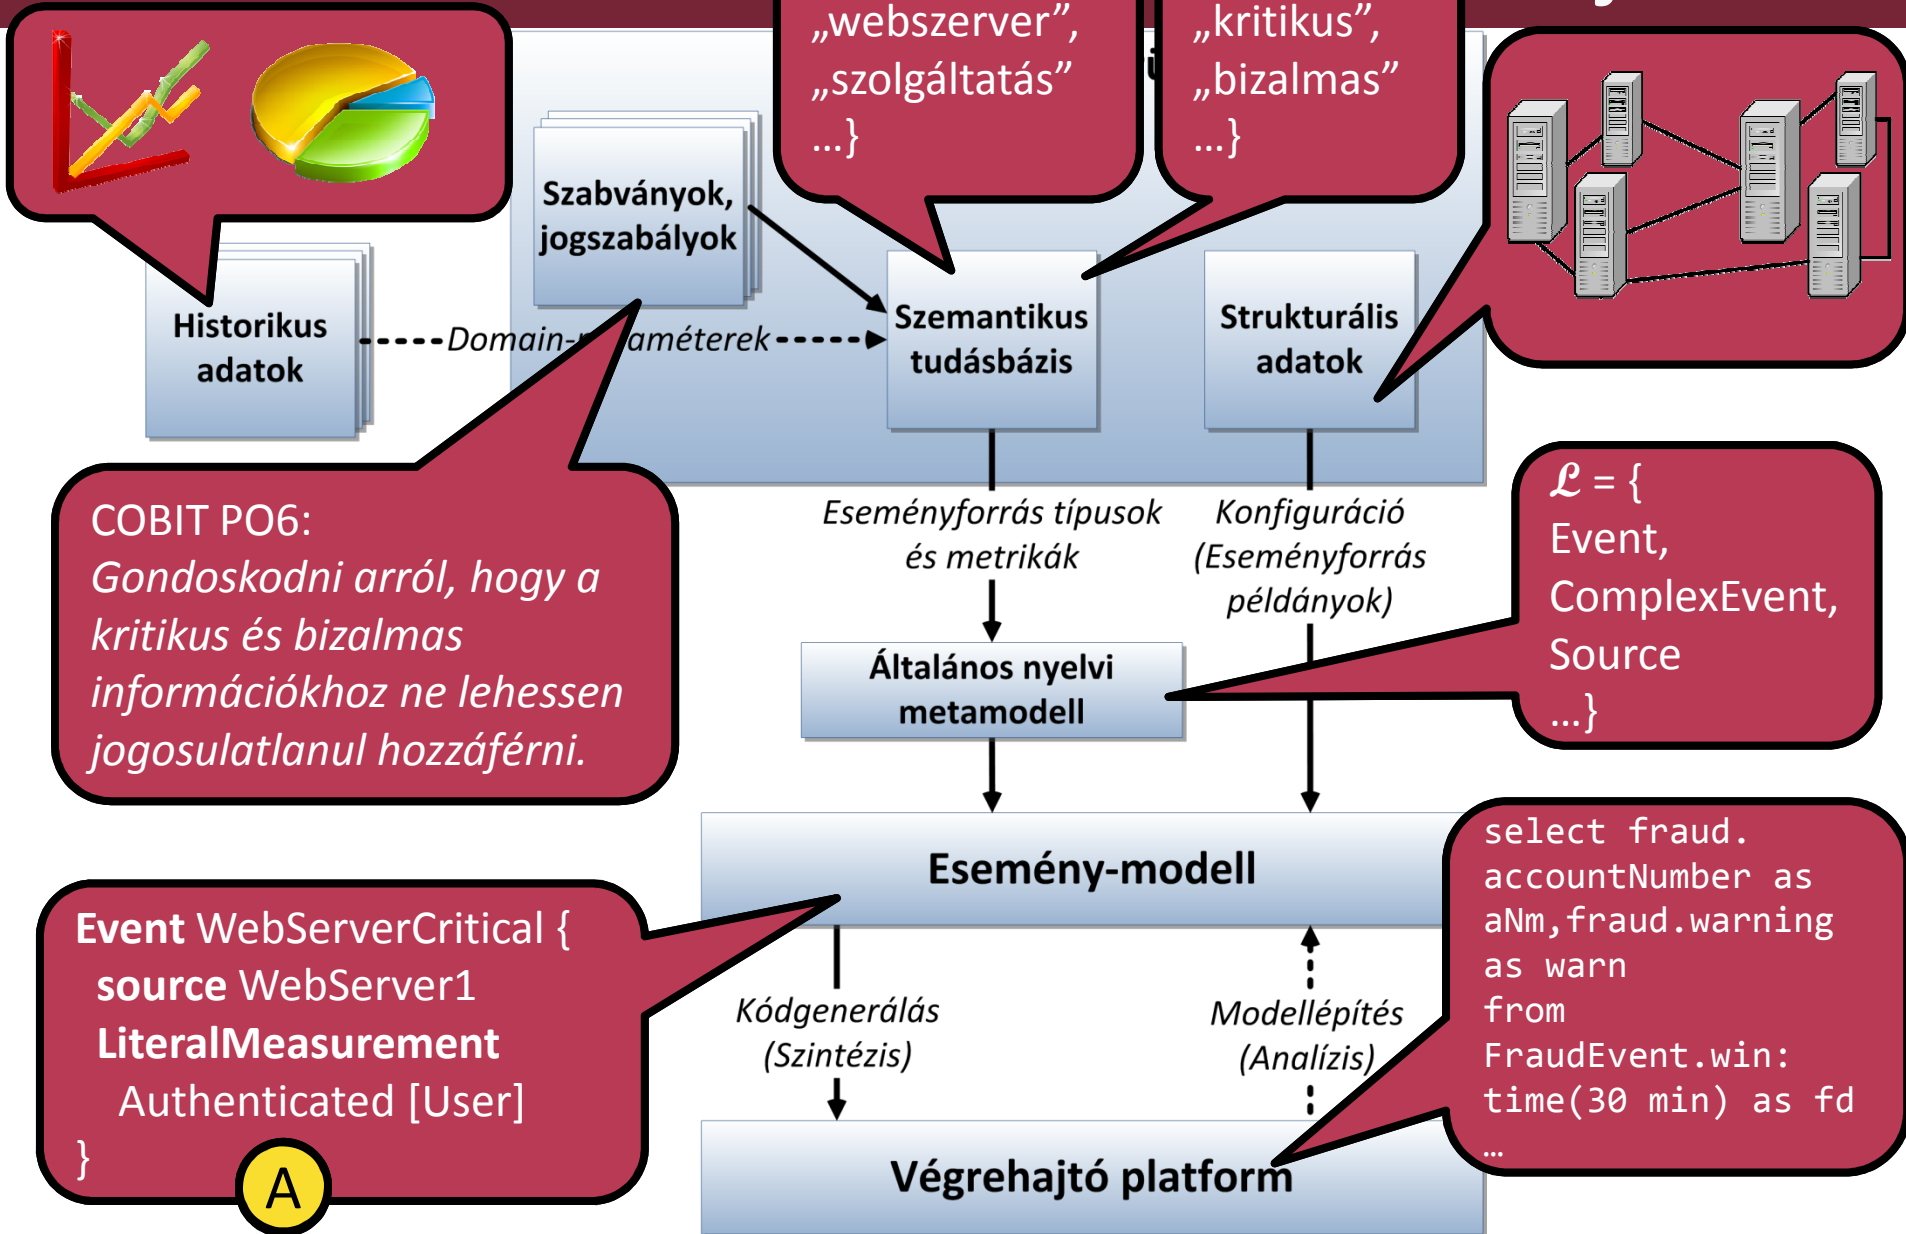 „webszerver”,
„szolgáltatás”
...}
„kritikus”,
„bizalmas”
...}
Szabványok,
jogszabályok
Historikus
adatok
Szemantikus
tudásbázis
Strukturális
adatok
COBIT PO6:
Gondoskodni arról, hogy a
kritikus és bizalmas
információkhoz ne lehessen
jogosulatlanul hozzáférni.
Eseményforrás típusok
és metrikák
Konfiguráció
(Eseményforrás
példányok)
ℒ = {
Event,
ComplexEvent,
Source
...}
Általános nyelvi
metamodell
Esemény-modell
select fraud.
accountNumber as
aNm,fraud.warning
as warn
from
FraudEvent.win:
time(30 min) as fd
…
Event WebServerCritical {
source WebServer1
LiteralMeasurement
Authenticated [User]
}
A
Kódgenerálás
(Szintézis)
Modellépítés
(Analízis)
Végrehajtó platform